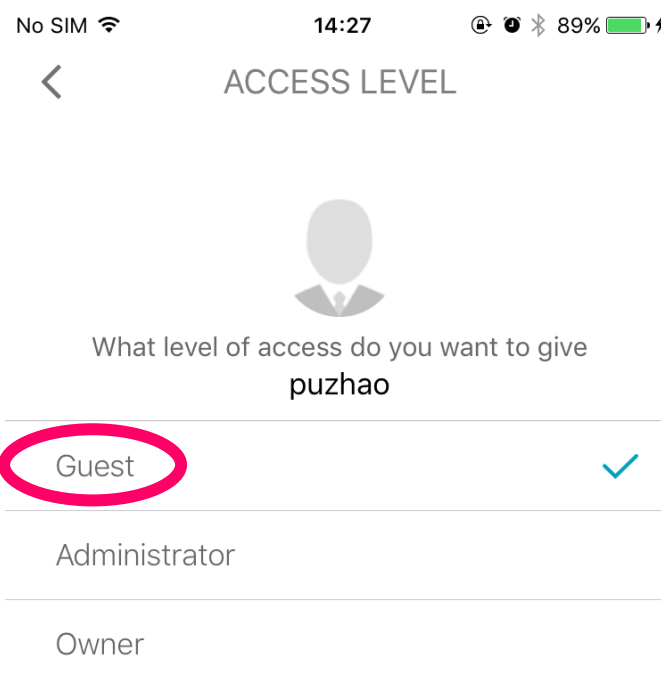 No SIM 14:27 89%
ACCESS LEVEL
What level of access do you want to give
puzhao
Guest
Administrator
Owner